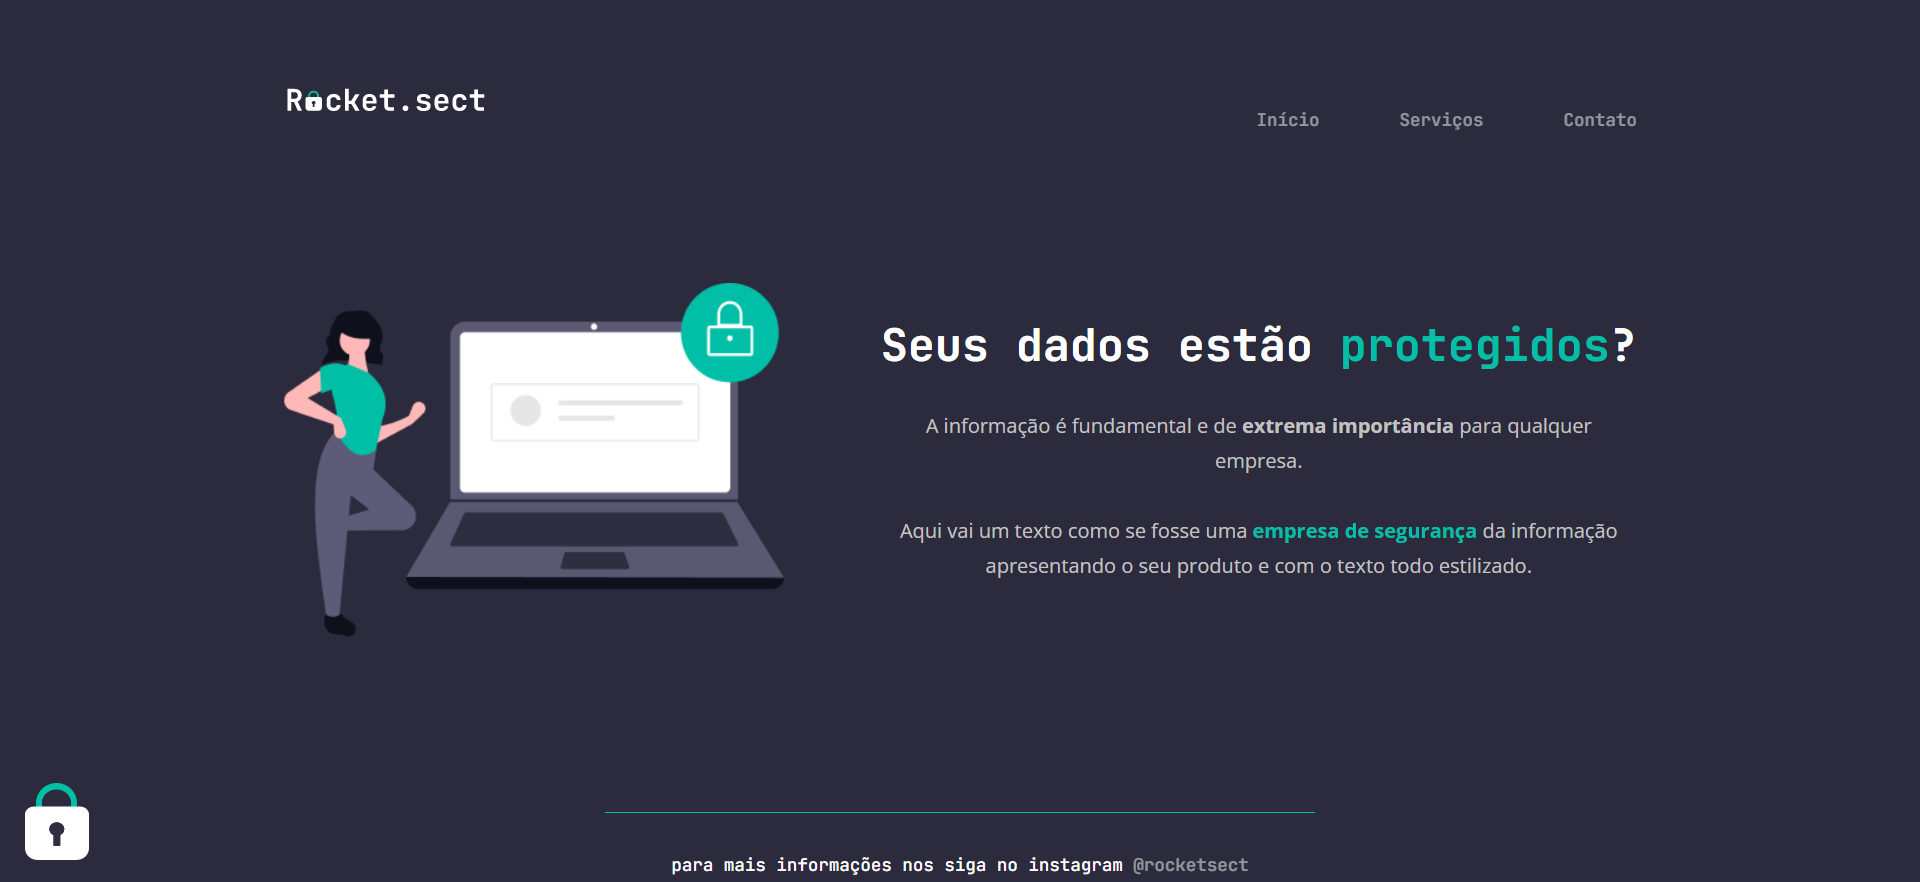 Rocket.sect
Início Serviços Contato
Seus dados estão protegidos?
A informação é fundamental e de extrema importância para qualquer
empresa.
Aqui vai um texto como se fosse uma empresa de segurança da informação
apresentando o seu produto e com o texto todo estilizado.
para mais informações nos siga no instagram @rocketsect